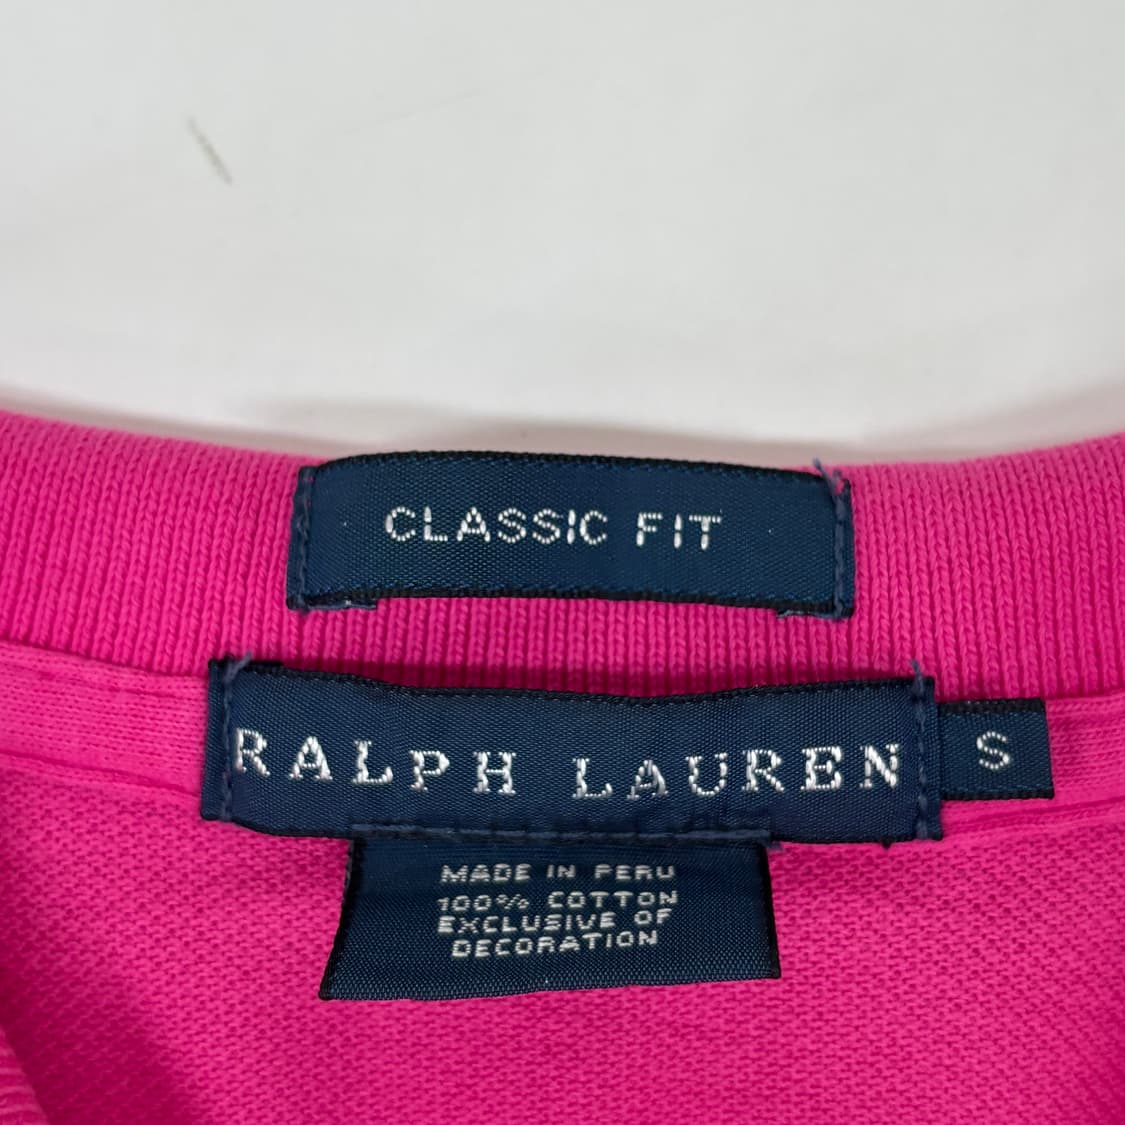 CLASSIC FIT
RALPH LAUREN
S
MADE IN PERU
100% COTTON
EXCLUSIVE OF
DECORATION